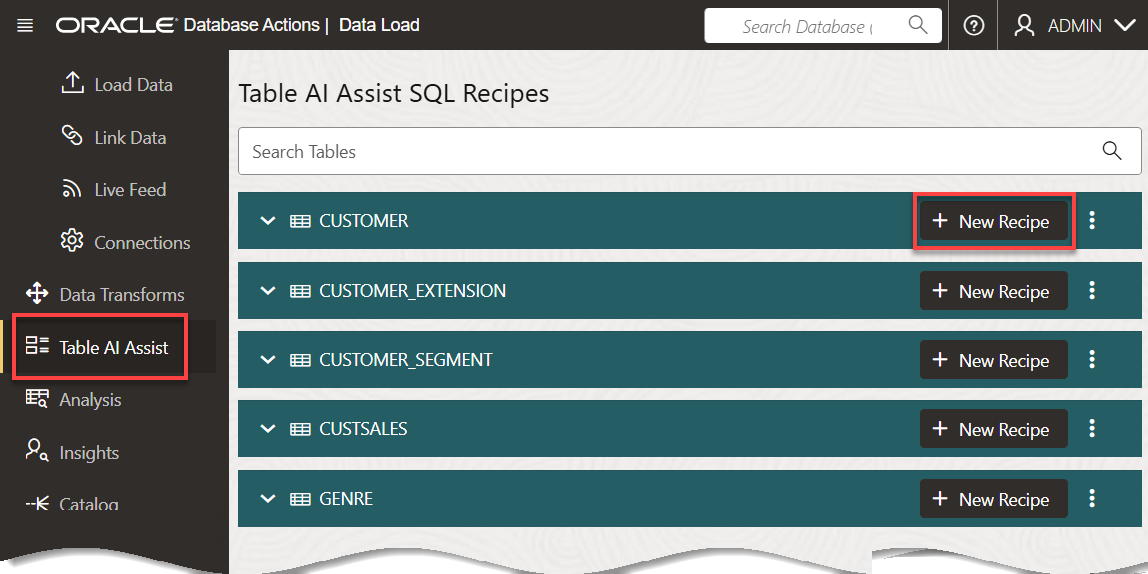 ORACLE Database Actions | Data Load
Search Database (
ADMIN
Load Data
Link Data
Live Feed
Connections
Data Transforms
Table AI Assist
Analysis
Insights
Catalog
Table AI Assist SQL Recipes
Search Tables
CUSTOMER + New Recipe
CUSTOMER_EXTENSION + New Recipe
CUSTOMER_SEGMENT + New Recipe
CUSTSALES + New Recipe
GENRE + New Recipe